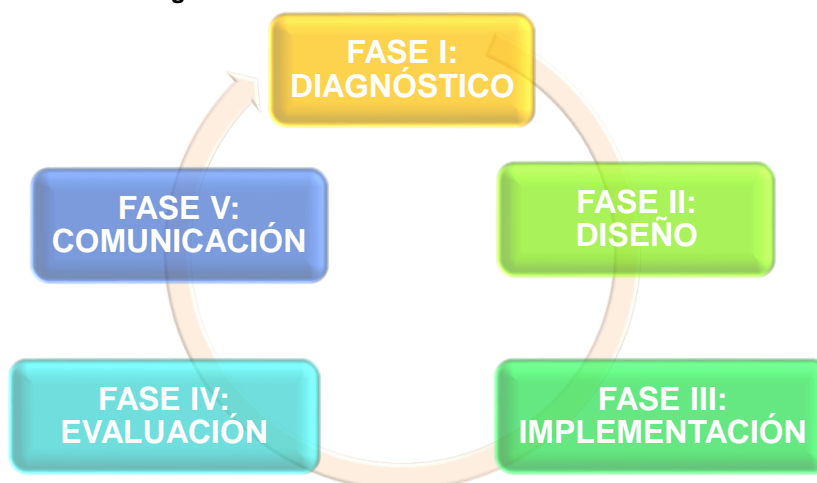 FASE I:
DIAGNÓSTICO
FASE II:
DISEÑO
FASE III:
IMPLEMENTACIÓN
FASE IV:
EVALUACIÓN
FASE V:
COMUNICACIÓN